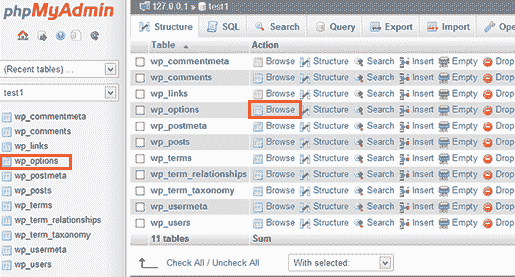 phpMyAdmin
(Recent tables) ...
test1
wp_commentmeta
wp_comments
wp_links
wp_options
wp_postmeta
wp_posts
wp_terms
wp_term_relationships
wp_term_taxonomy
wp_usermeta
wp_users
127.0.0.1 » test1
Structure SQL Search Query Export Import Ope
Table Action
wp_commentmeta Browse Structure Search Insert Empty Drop
wp_comments Browse Structure Search Insert Empty Drop
wp_links Browse Structure Search Insert Empty Drop
wp_options Browse Structure Search Insert Empty Drop
wp_postmeta Browse Structure Search Insert Empty Drop
wp_posts Browse Structure Search Insert Empty Drop
wp_terms Browse Structure Search Insert Empty Drop
wp_term_relationships Browse Structure Search Insert Empty Drop
wp_term_taxonomy Browse Structure Search Insert Empty Drop
wp_usermeta Browse Structure Search Insert Empty Drop
wp_users Browse Structure Search Insert Empty Drop
11 tables Sum
Check All / Uncheck All With selected: